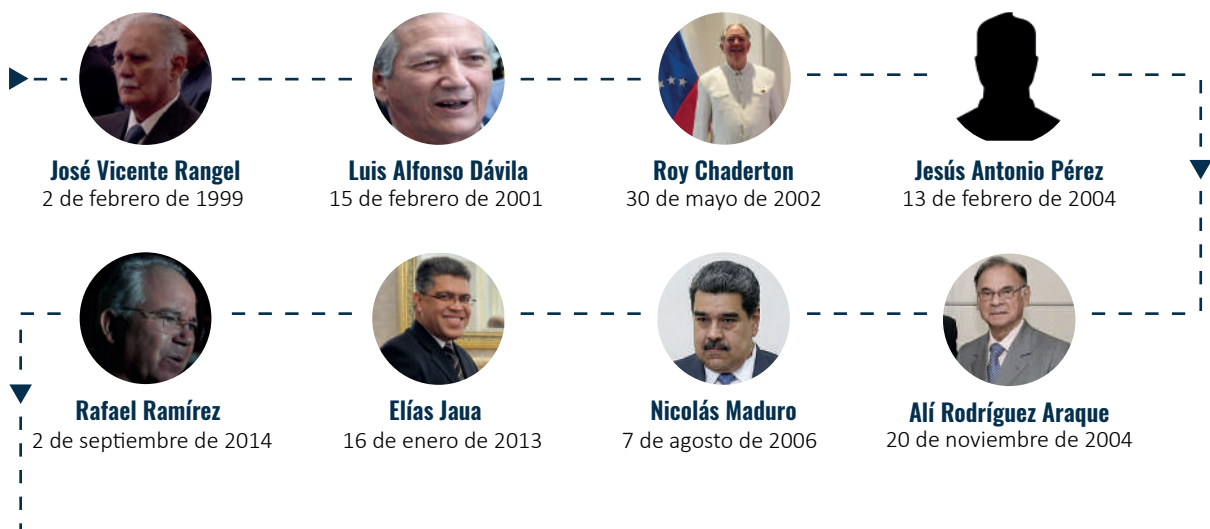 José Vicente Rangel
2 de febrero de 1999
Luis Alfonso Dávila
15 de febrero de 2001
Roy Chaderton
30 de mayo de 2002
Jesús Antonio Pérez
13 de febrero de 2004
Rafael Ramírez
2 de septiembre de 2014
Elías Jaua
16 de enero de 2013
Nicolás Maduro
7 de agosto de 2006
Alí Rodríguez Araque
20 de noviembre de 2004